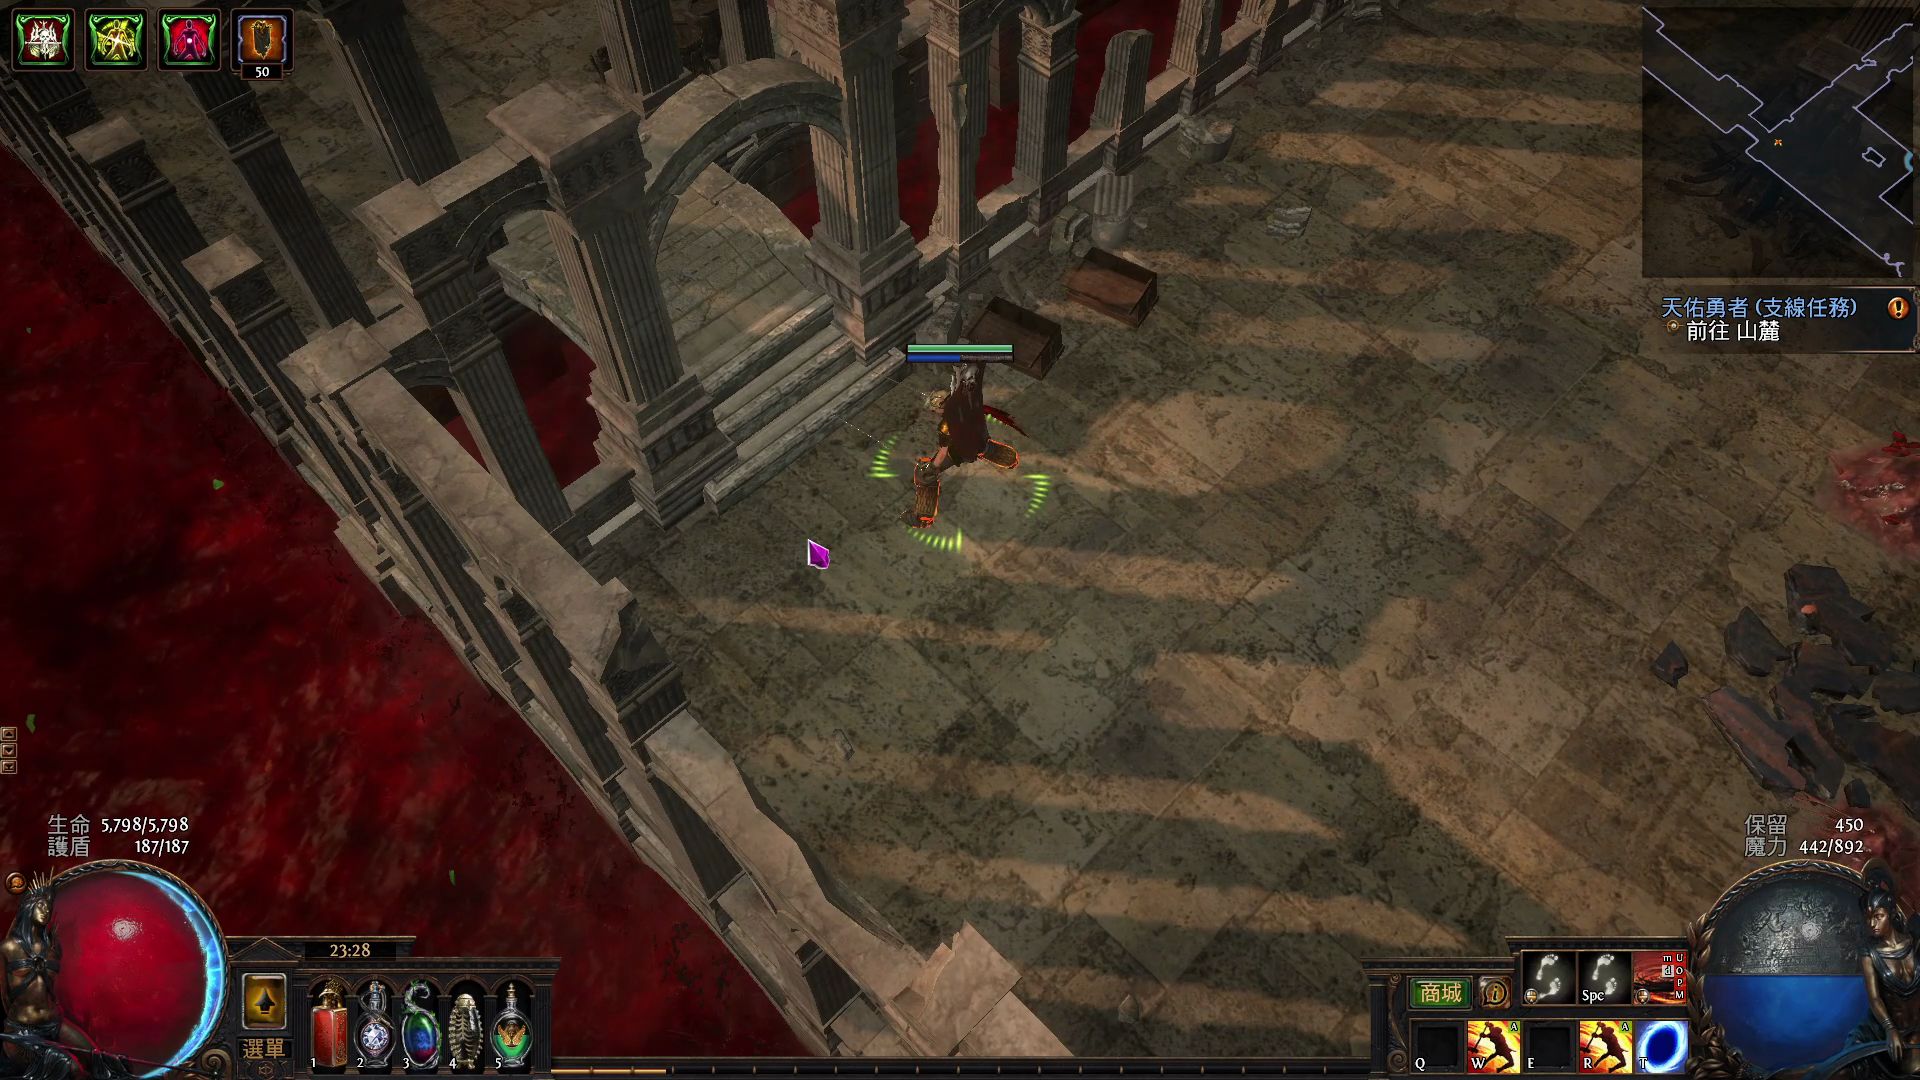 50
天佑勇者 (支線任務)
前往 山麓
生命 5,798/5,798
護盾 187/187
保留 450
魔力 442/892
23:28
選單
1 2 3 4 5
商城
Spc
Q W E R T
A A